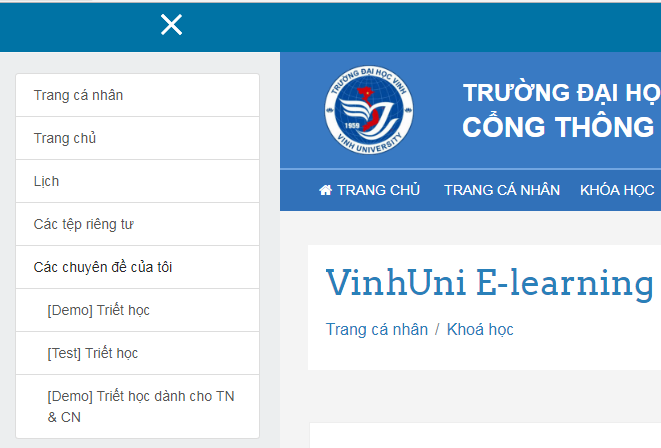 Trang cá nhân
Trang chủ
Lịch
Các tệp riêng tư
Các chuyên đề của tôi
[Demo] Triết học
[Test] Triết học
[Demo] Triết học dành cho TN
& CN
TRƯỜNG ĐẠI HỌC VINH
1959
VINH UNIVERSITY
TRƯỜNG ĐẠI HỌ
CỔNG THÔNG
TRANG CHỦ TRANG CÁ NHÂN KHÓA HỌC
VinhUni E-learning
Trang cá nhân / Khoá học